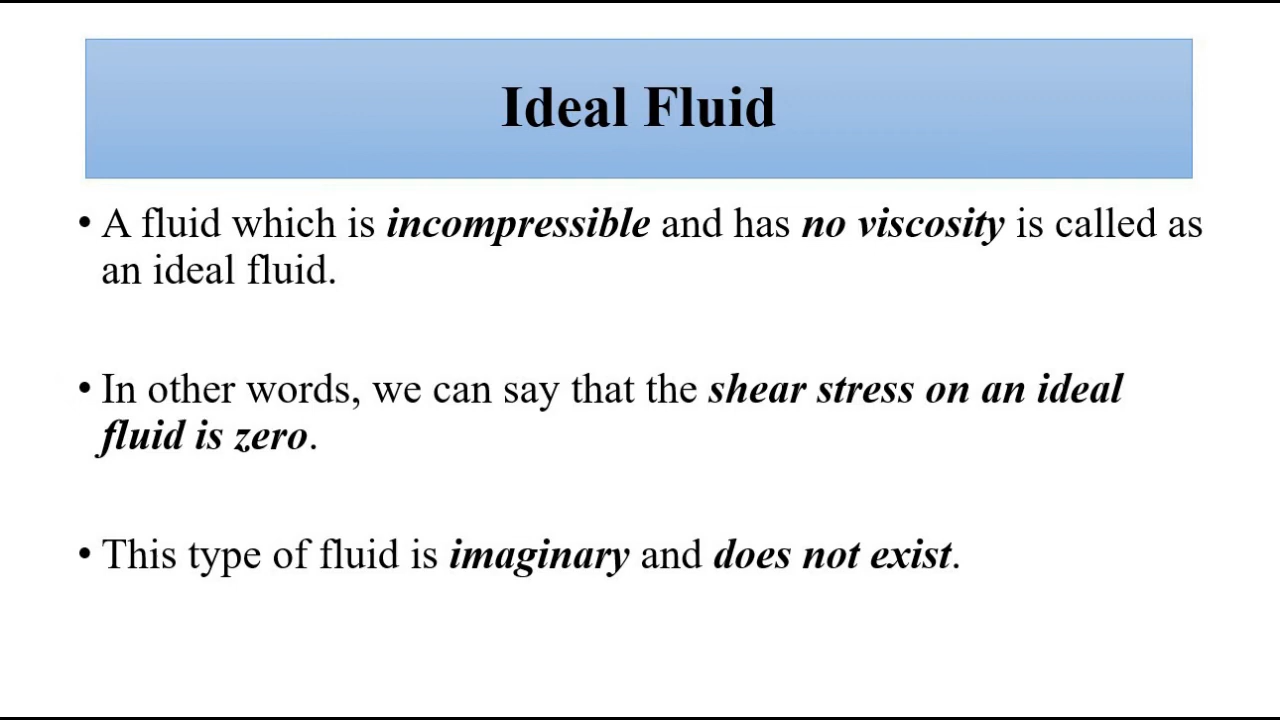 Ideal Fluid
• A fluid which is incompressible and has no viscosity is called as
an ideal fluid.
• In other words, we can say that the shear stress on an ideal
fluid is zero.
• This type of fluid is imaginary and does not exist.